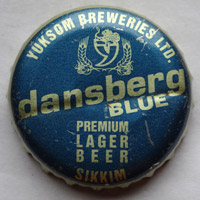 YUKSOM BREWERIES LTD.
dansberg
BLUE
PREMIUM
LAGER
BEER
SIKKIM